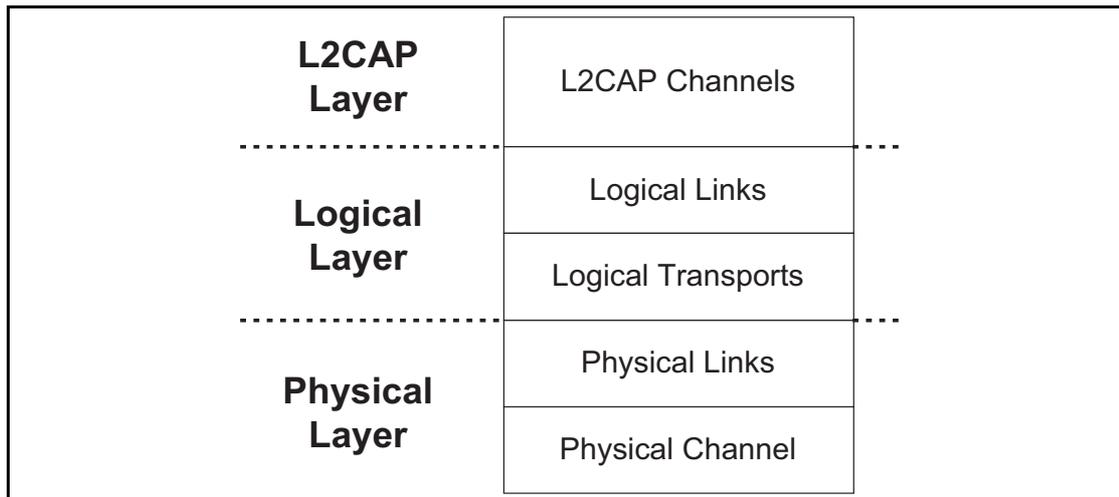 L2CAP
Layer
L2CAP Channels
Logical
Layer
Logical Links
Logical Transports
Physical
Layer
Physical Links
Physical Channel